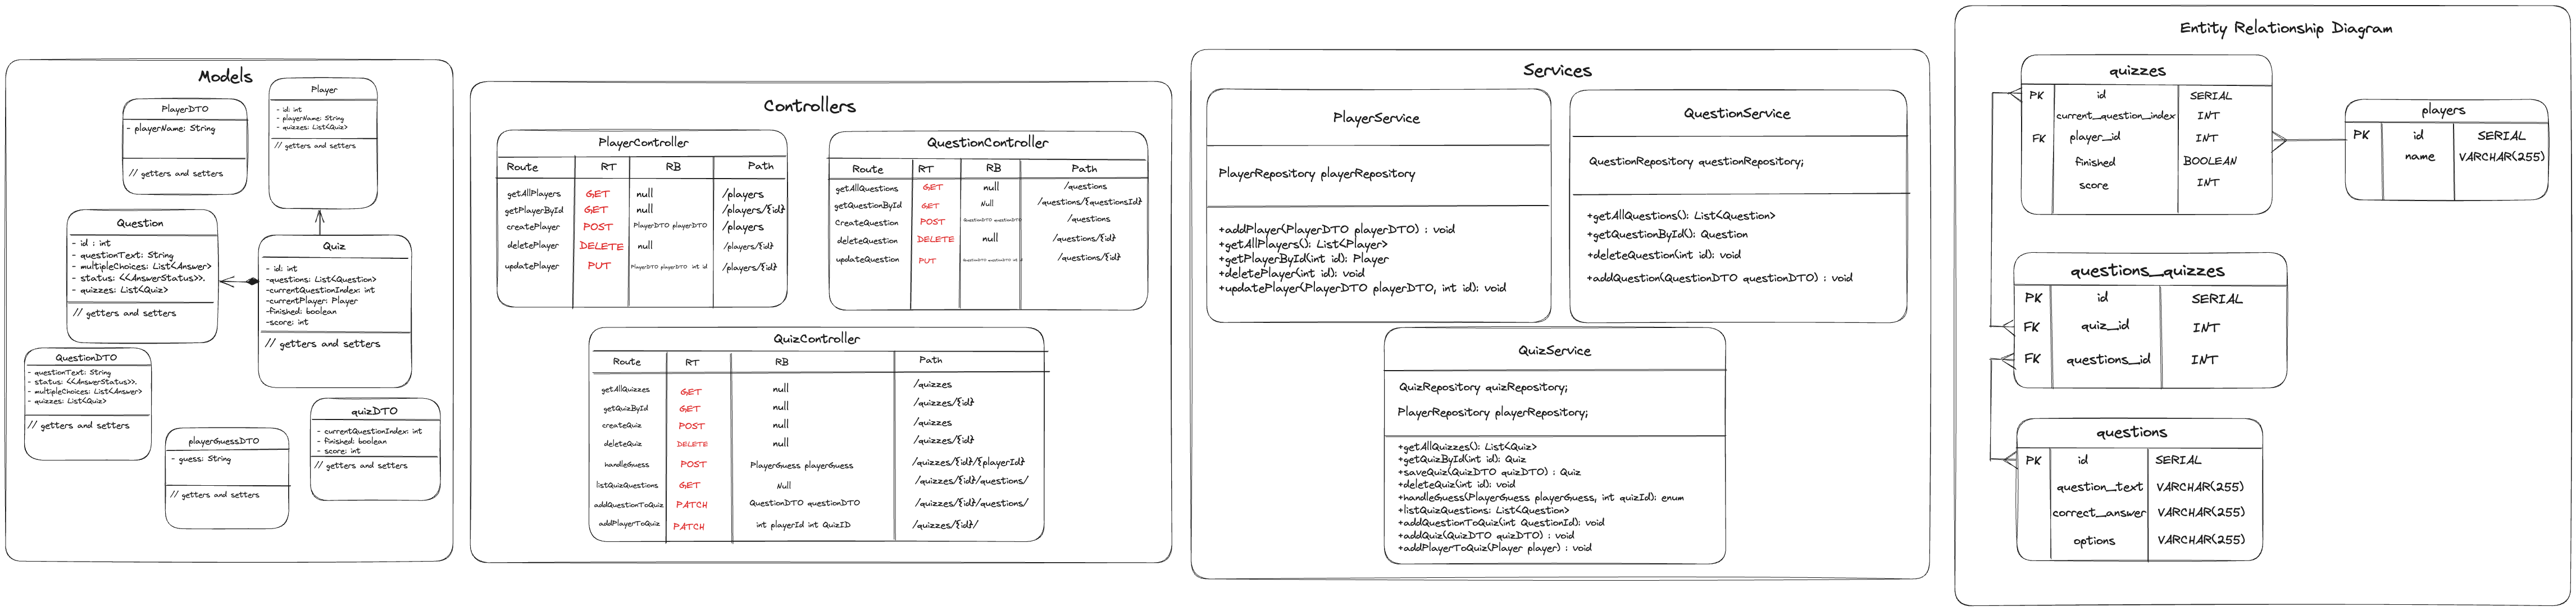 Models
PlayerDTO
- playerName: String
// getters and setters
Player
- id: int
- playerName: String
- quizzes: List<Quiz>
// getters and setters
Question
- id : int
- questionText: String
- multipleChoices: List<Answer>
- status: <<AnswerStatus>>.
- quizzes: List<Quiz>
// getters and setters
Quiz
- id: int
-questions: List<Question>
-currentQuestionIndex: int
-currentPlayer: Player
-finished: boolean
-score: int
// getters and setters
QuestionDTO
- questionText: String
- status: <<AnswerStatus>>.
- multipleChoices: List<Answer>
- quizzes: List<Quiz>
// getters and setters
playerGuessDTO
- guess: String
// getters and setters
quizDTO
- currentQuestionIndex: int
- finished: boolean
- score: int
// getters and setters
Controllers
PlayerController
Route RT RB Path
getAllPlayers GET null /players
getPlayerById GET null /players/{id}
createPlayer POST PlayerDTO playerDTO /players
deletePlayer DELETE null /players/{id}
updatePlayer PUT PlayerDTO playerDTO int id /players/{id}
QuestionController
Route RT RB Path
getAllQuestions GET null /questions
getQuestionById GET Null /questions/{questionsId}
createQuestion POST QuestionDTO questionDTO /questions
deleteQuestion DELETE null /questions/{id}
updateQuestion PUT QuestionDTO questionDTO int id /questions/{id}
QuizController
Route RT RB Path
getAllQuizzes GET null /quizzes
getQuizById GET null /quizzes/{id}
createQuiz POST null /quizzes
deleteQuiz DELETE null /quizzes/{id}
handleGuess POST PlayerGuess playerGuess /quizzes/{id}/{playerId}
listQuizQuestions GET Null /quizzes/{id}/questions/
addQuestionToQuiz PATCH QuestionDTO questionDTO /quizzes/{id}/questions/
addPlayerToQuiz PATCH int playerId int QuizID /quizzes/{id}/
Services
PlayerService
PlayerRepository playerRepository
+addPlayer(PlayerDTO playerDTO) : void
+getAllPlayers(): List<Player>
+getPlayerById(int id): Player
+deletePlayer(int id): void
+updatePlayer(PlayerDTO playerDTO, int id): void
QuestionService
QuestionRepository questionRepository;
+getAllQuestions(): List<Question>
+getQuestionById(): Question
+deleteQuestion(int id): void
+addQuestion(QuestionDTO questionDTO) : void
QuizService
QuizRepository quizRepository;
PlayerRepository playerRepository;
+getAllQuizzes(): List<Quiz>
+getQuizById(int id): Quiz
+saveQuiz(QuizDTO quizDTO) : Quiz
+deleteQuiz(int id): void
+handleGuess(PlayerGuess playerGuess, int quizId): enum
+listQuizQuestions: List<Question>
+addQuestionToQuiz(int QuestionId): void
+addQuiz(QuizDTO quizDTO) : void
+addPlayerToQuiz(Player player) : void
Entity Relationship Diagram
quizzes
PK id SERIAL
current_question_index INT
FK player_id INT
finished BOOLEAN
score INT
players
PK id SERIAL
name VARCHAR(255)
questions_quizzes
PK id SERIAL
FK quiz_id INT
FK questions_id INT
questions
PK id SERIAL
question_text VARCHAR(255)
correct_answer VARCHAR(255)
options VARCHAR(255)